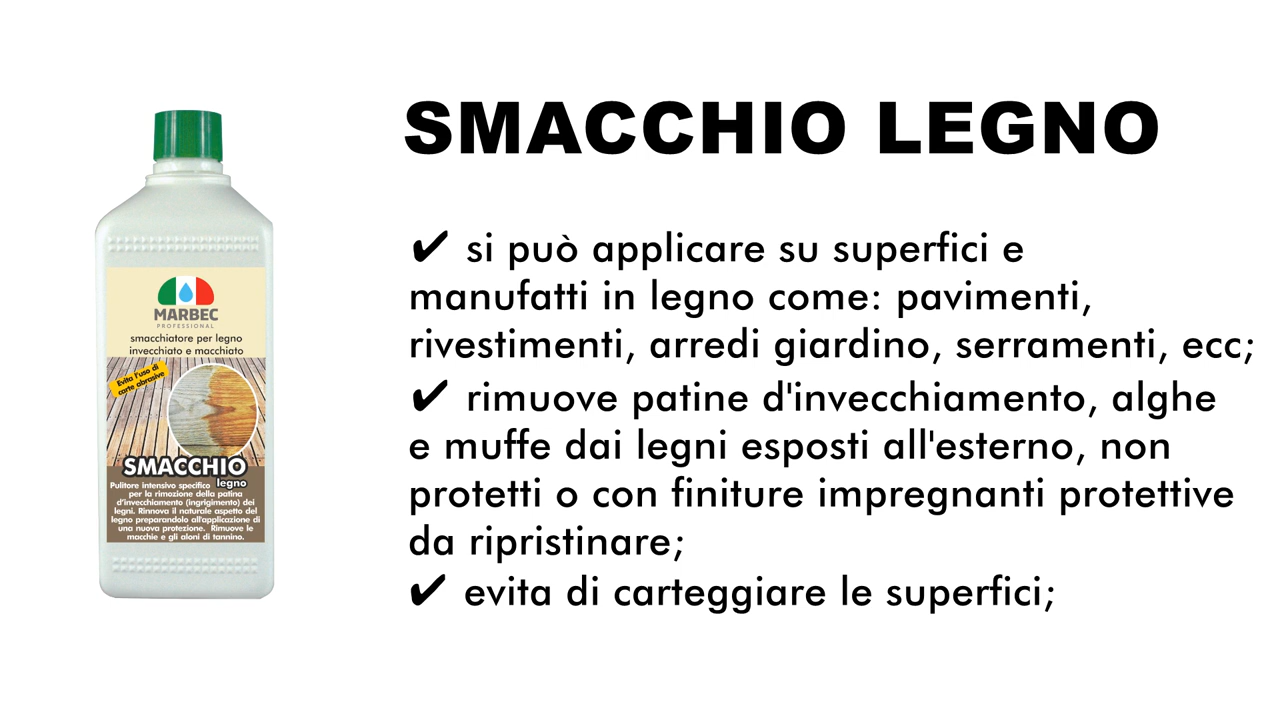 SMACCHIO LEGNO
✔ si può applicare su superfici e
manufatti in legno come: pavimenti,
rivestimenti, arredi giardino, serramenti, ecc;
✔ rimuove patine d'invecchiamento, alghe
e muffe dai legni esposti all'esterno, non
protetti o con finiture impregnanti protettive
da ripristinare;
✔ evita di carteggiare le superfici;
MARBEC
PROFESSIONAL
smacchiatore per legno
invecchiato e macchiato
Evita l'uso di
carte abrasive
SMACCHIO
legno
Pulitore intensivo specifico
per la rimozione della patina
d'invecchiamento (ingrigimento) dei
legni. Rinnova il naturale aspetto del
legno preparandolo all'applicazione di
una nuova protezione. Rimuove le
macchie e gli aloni di tannino.